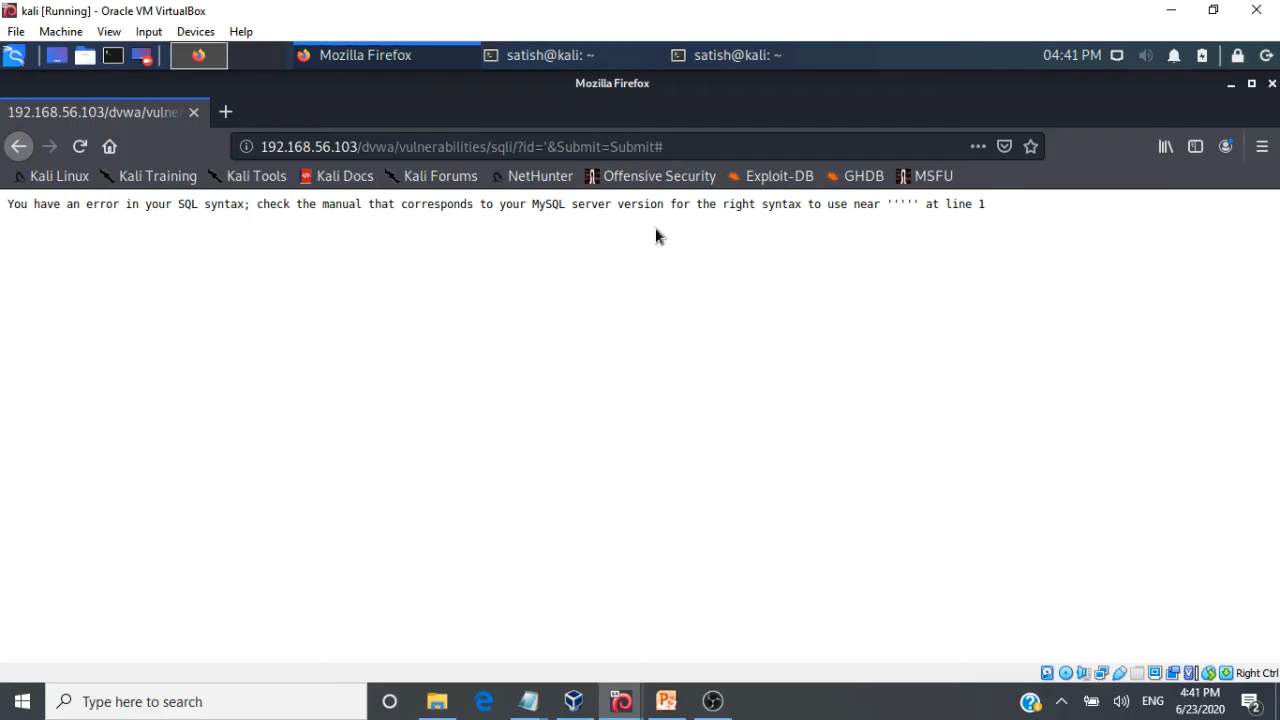 kali [Running] - Oracle VM VirtualBox
File Machine View Input Devices Help
Mozilla Firefox
satish@kali: ~
satish@kali: ~
04:41 PM
Mozilla Firefox
192.168.56.103/dvwa/vulne
192.168.56.103/dvwa/vulnerabilities/sqli/?id='&Submit=Submit#
Kali Linux Kali Training Kali Tools Kali Docs Kali Forums NetHunter Offensive Security Exploit-DB GHDB MSFU
You have an error in your SQL syntax; check the manual that corresponds to your MySQL server version for the right syntax to use near ''''' at line 1
Right Ctrl
Type here to search
ENG
4:41 PM
6/23/2020
2